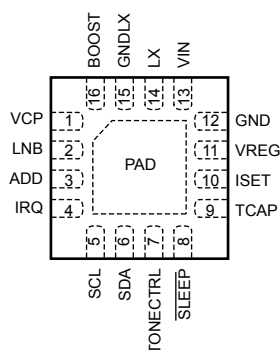 BOOST
GNDLX
LX
VIN
16
15
14
13
VCP 1
12 GND
LNB 2
11 VREG
ADD 3
PAD
10 ISET
IRQ 4
9 TCAP
5
6
7
8
SCL
SDA
TONECTRL
SLEEP